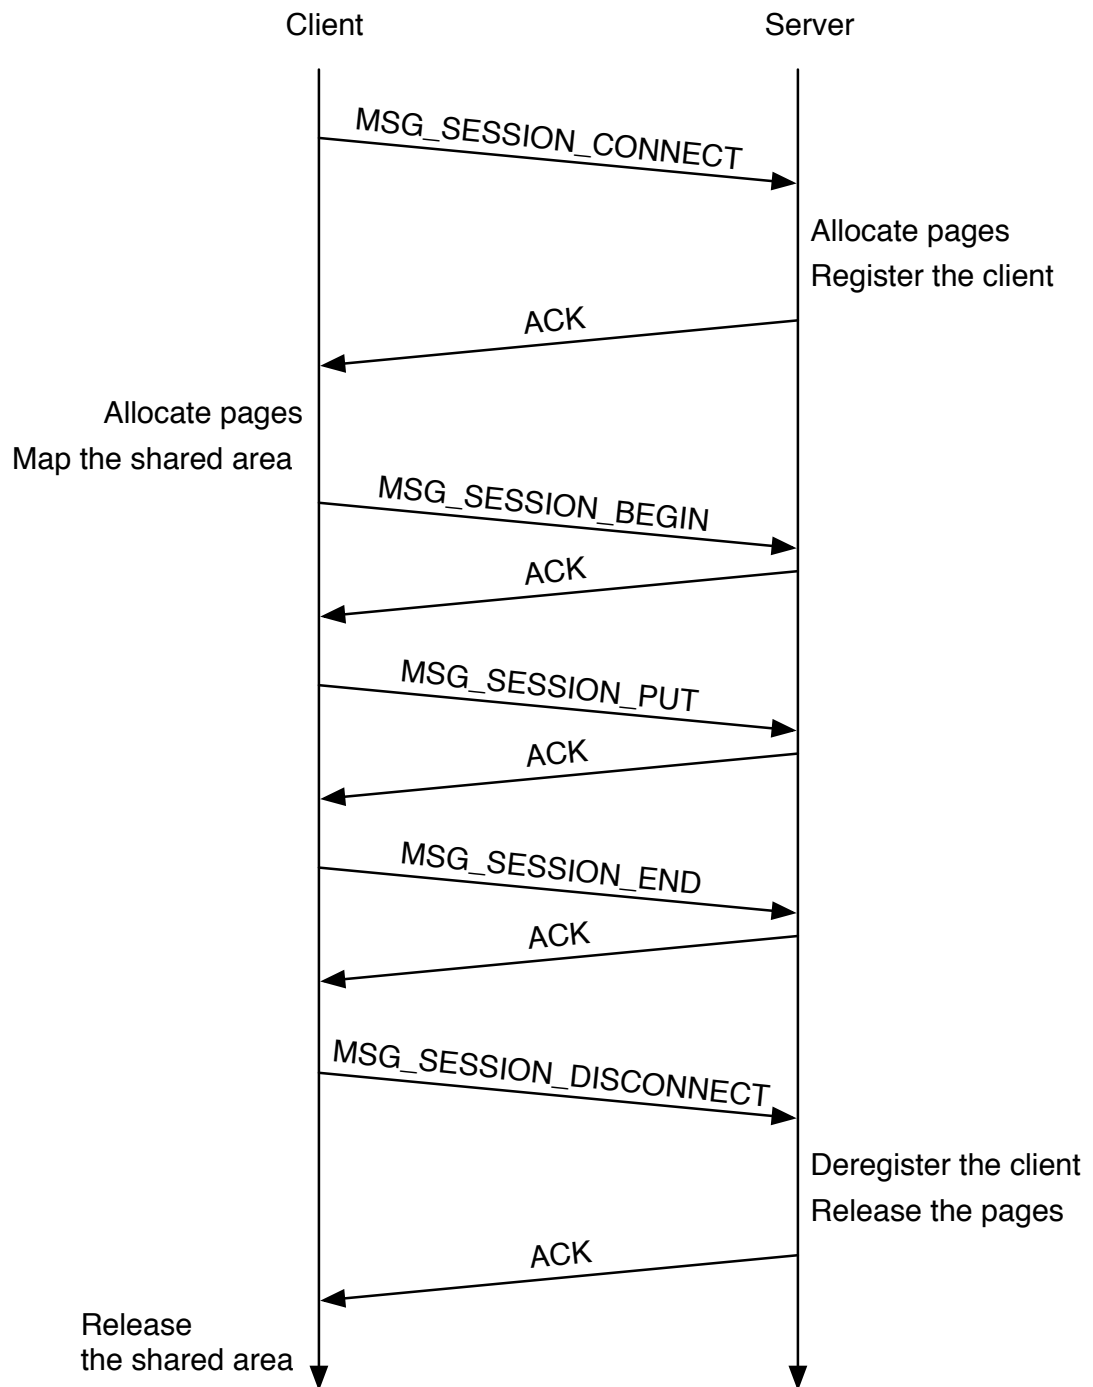 Client
Server
MSG_SESSION_CONNECT
Allocate pages
Register the client
ACK
Allocate pages
Map the shared area
MSG_SESSION_BEGIN
ACK
MSG_SESSION_PUT
ACK
MSG_SESSION_END
ACK
MSG_SESSION_DISCONNECT
Deregister the client
Release the pages
ACK
Release
the shared area